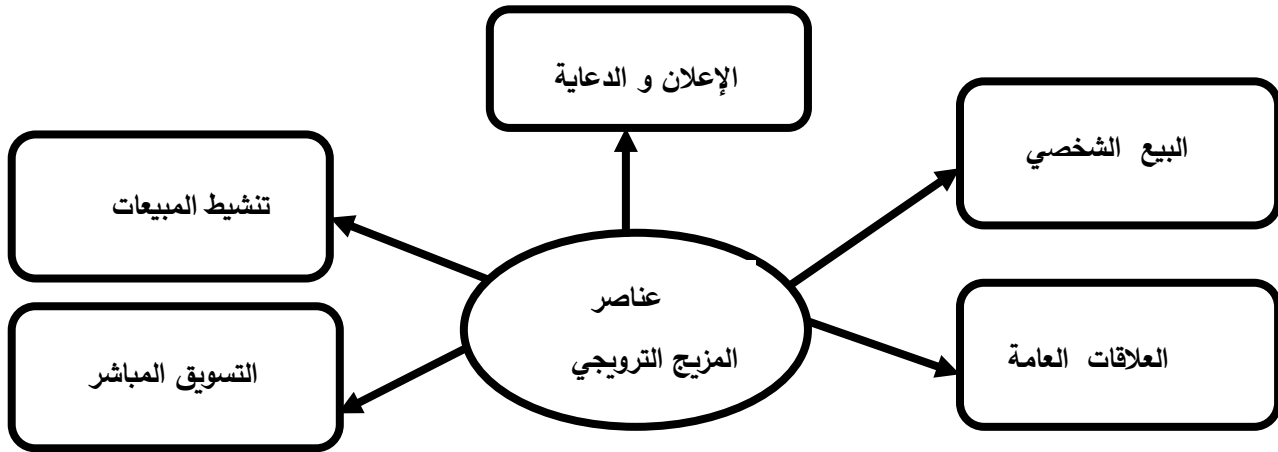 الإعلان و الدعاية
البيع الشخصي
تنشيط المبيعات
عناصر
المزيج الترويجي
العلاقات العامة
التسويق المباشر